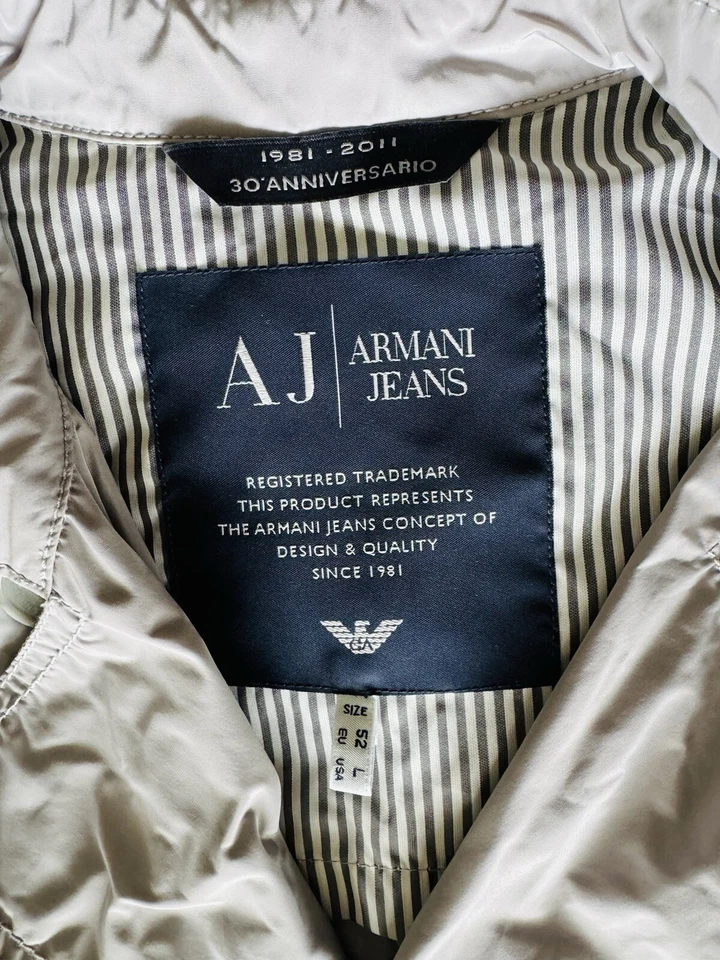 1981 - 2011
30°ANNIVERSARIO
AJ
ARMANI
JEANS
REGISTERED TRADEMARK
THIS PRODUCT REPRESENTS
THE ARMANI JEANS CONCEPT OF
DESIGN & QUALITY
SINCE 1981
GA
SIZE
52 L
EU USA